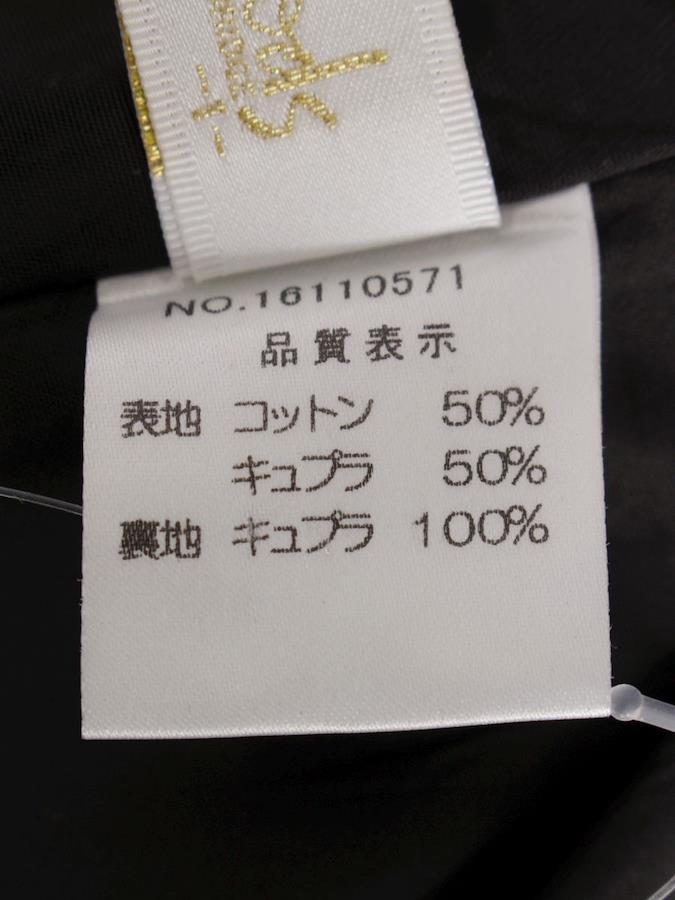 - I -
NO.16110571
品質表示
表地 コットン 50%
キュプラ 50%
裏地 キュプラ 100%